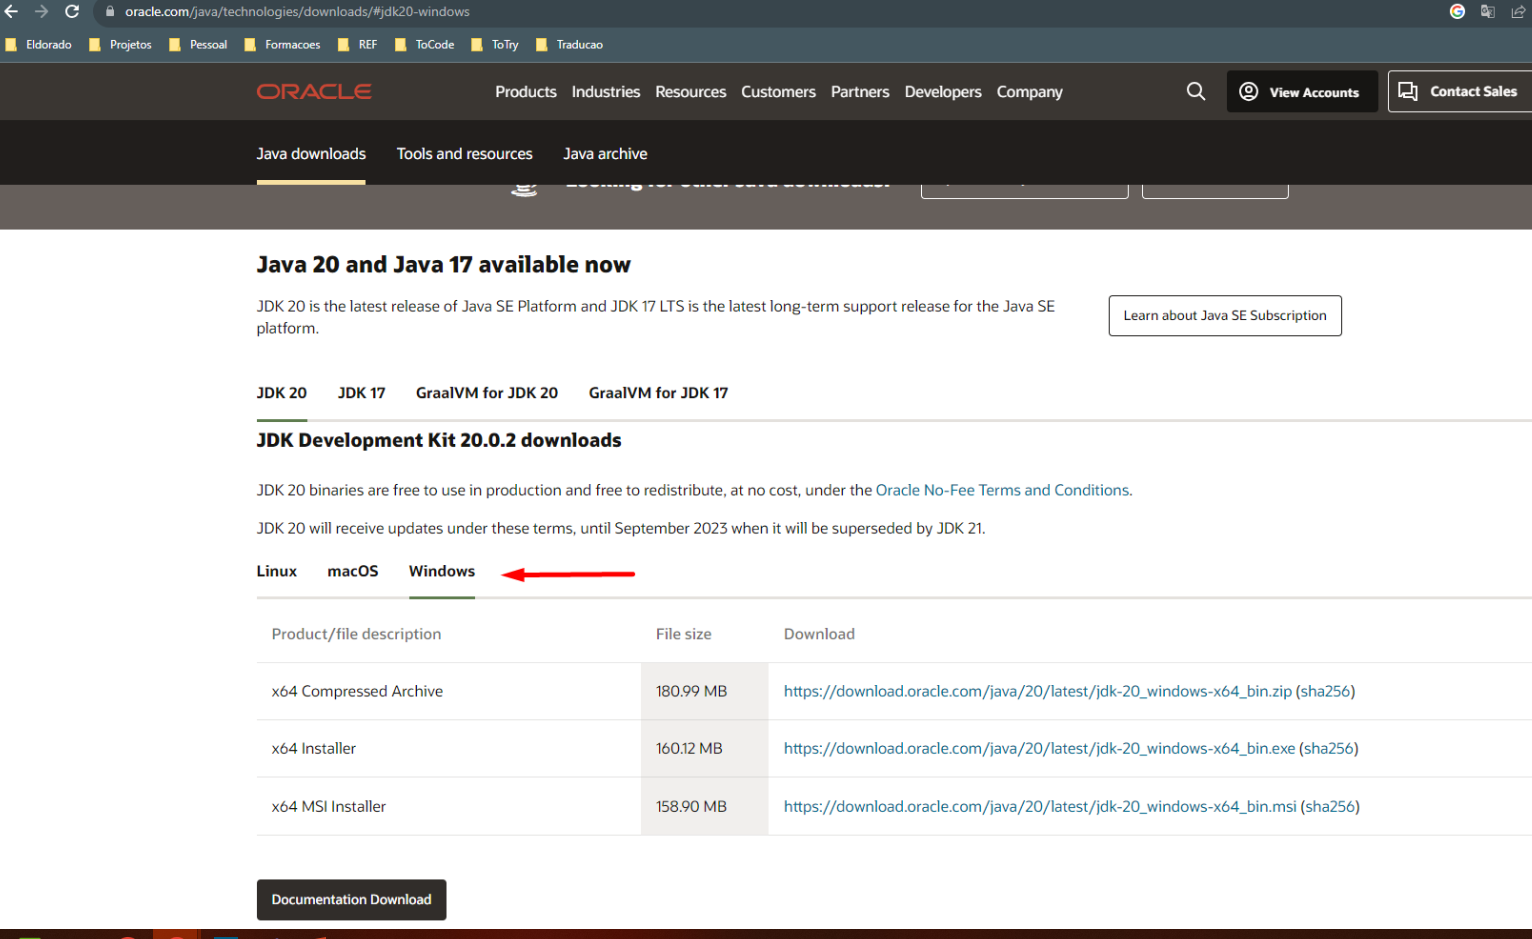 oracle.com/java/technologies/downloads/#jdk20-windows
Eldorado Projetos Pessoal Formacoes REF ToCode ToTry Traducao
ORACLE Products Industries Resources Customers Partners Developers Company View Accounts Contact Sales
Java downloads Tools and resources Java archive
Looking for other Java downloads?
Java 20 and Java 17 available now
JDK 20 is the latest release of Java SE Platform and JDK 17 LTS is the latest long-term support release for the Java SE
platform.
Learn about Java SE Subscription
JDK 20 JDK 17 GraalVM for JDK 20 GraalVM for JDK 17
JDK Development Kit 20.0.2 downloads
JDK 20 binaries are free to use in production and free to redistribute, at no cost, under the Oracle No-Fee Terms and Conditions.
JDK 20 will receive updates under these terms, until September 2023 when it will be superseded by JDK 21.
Linux macOS Windows
Product/file description File size Download
x64 Compressed Archive 180.99 MB https://download.oracle.com/java/20/latest/jdk-20_windows-x64_bin.zip (sha256)
x64 Installer 160.12 MB https://download.oracle.com/java/20/latest/jdk-20_windows-x64_bin.exe (sha256)
x64 MSI Installer 158.90 MB https://download.oracle.com/java/20/latest/jdk-20_windows-x64_bin.msi (sha256)
Documentation Download